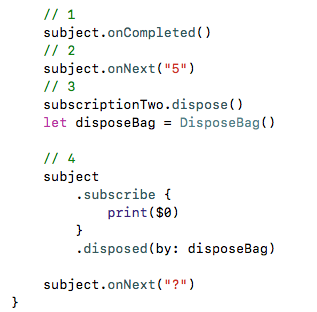 // 1
subject.onCompleted()
// 2
subject.onNext("5")
// 3
subscriptionTwo.dispose()
let disposeBag = DisposeBag()
// 4
subject
.subscribe {
print($0)
}
.disposed(by: disposeBag)
subject.onNext("?")
}